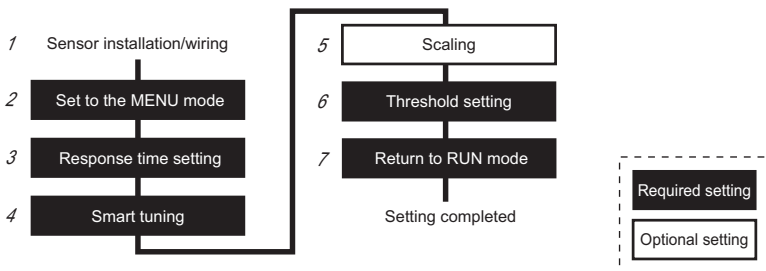 1 Sensor installation/wiring
2 Set to the MENU mode
3 Response time setting
4 Smart tuning
5 Scaling
6 Threshold setting
7 Return to RUN mode
Setting completed
Required setting
Optional setting